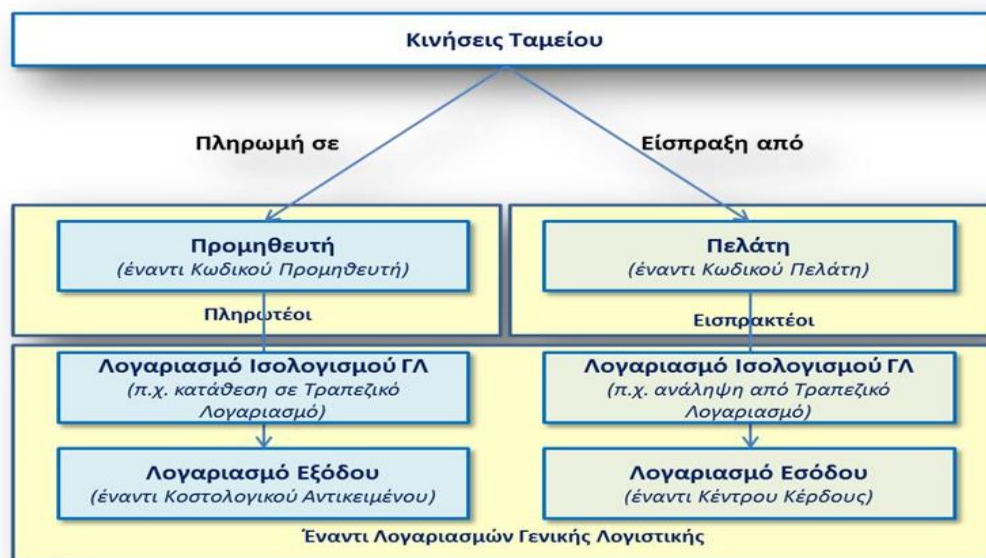 Κινήσεις Ταμείου
Πληρωμή σε
Είσπραξη από
Προμηθευτή
(έναντι Κωδικού Προμηθευτή)
Πληρωτέοι
Πελάτη
(έναντι Κωδικού Πελάτη)
Εισπρακτέοι
Λογαριασμό Ισολογισμού ΓΛ
(π.χ. κατάθεση σε Τραπεζικό
Λογαριασμό)
Λογαριασμό Ισολογισμού ΓΛ
(π.χ. ανάληψη από Τραπεζικό
Λογαριασμό)
Λογαριασμό Εξόδου
(έναντι Κοστολογικού Αντικειμένου)
Λογαριασμό Εσόδου
(έναντι Κέντρου Κέρδους)
Έναντι Λογαριασμών Γενικής Λογιστικής